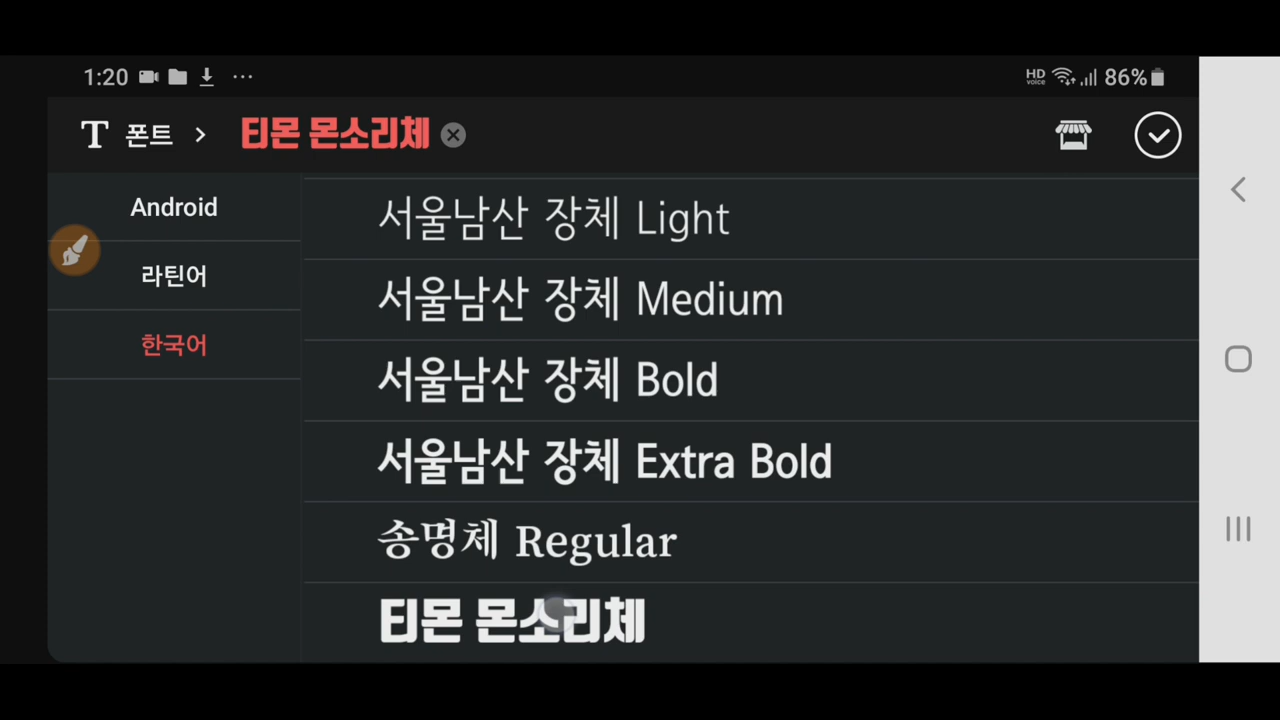 1:20 ... HD voice 86%
T 폰트 > 티몬 몬소리체
Android
라틴어
한국어
서울남산 장체 Light
서울남산 장체 Medium
서울남산 장체 Bold
서울남산 장체 Extra Bold
송명체 Regular
티몬 몬소리체